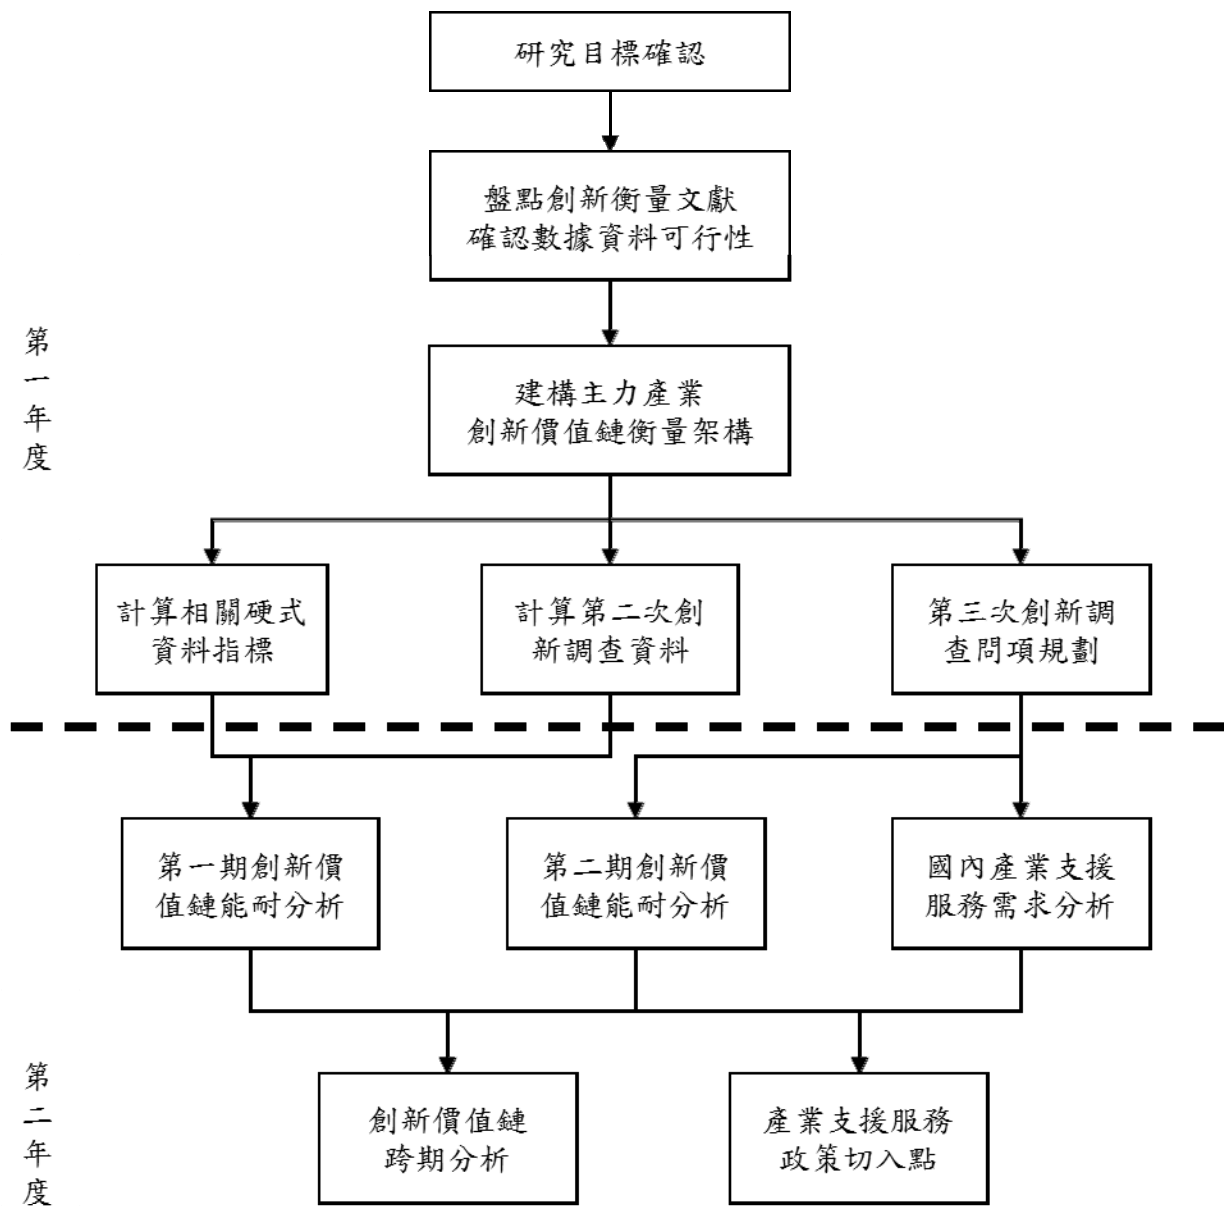 研究目標確認
盤點創新衡量文獻
確認數據資料可行性
第一年度
建構主力產業
創新價值鏈衡量架構
計算相關硬式
資料指標
計算第二次創
新調查資料
第三次創新調
查問項規劃
第一期創新價
值鏈能耐分析
第二期創新價
值鏈能耐分析
國內產業支援
服務需求分析
第二年度
創新價值鏈
跨期分析
產業支援服務
政策切入點